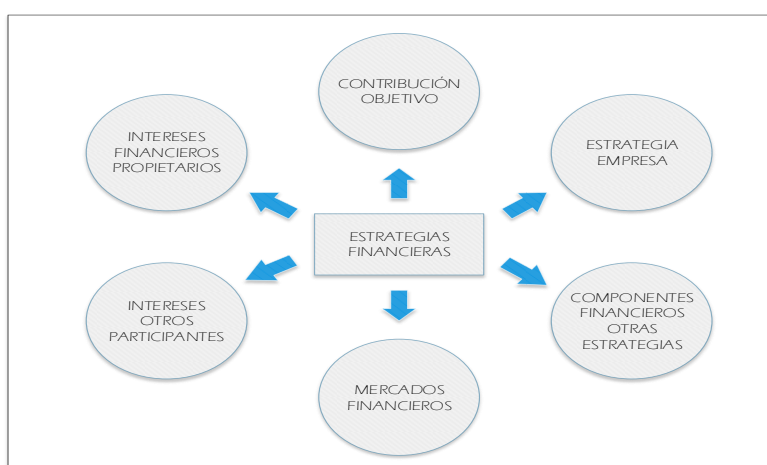 CONTRIBUCIÓN
OBJETIVO
INTERESES
FINANCIEROS
PROPIETARIOS
ESTRATEGIA
EMPRESA
ESTRATEGIAS
FINANCIERAS
INTERESES
OTROS
PARTICIPANTES
COMPONENTES
FINANCIEROS
OTRAS
ESTRATEGIAS
MERCADOS
FINANCIEROS